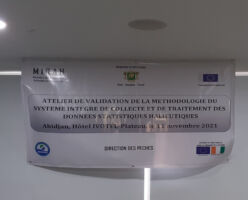 MIRAH
ATELIER DE VALIDATION DE LA METHODOLOGIE DU
SYSTEME INTEGRE DE COLLECTE ET DE TRAITEMENT DES
DONNEES STATISTIQUES HALIEUTIQUES
Abidjan, Hôtel IVOTEL-Plateau, le 11 novembre 2021
DIRECTION DES PECHES